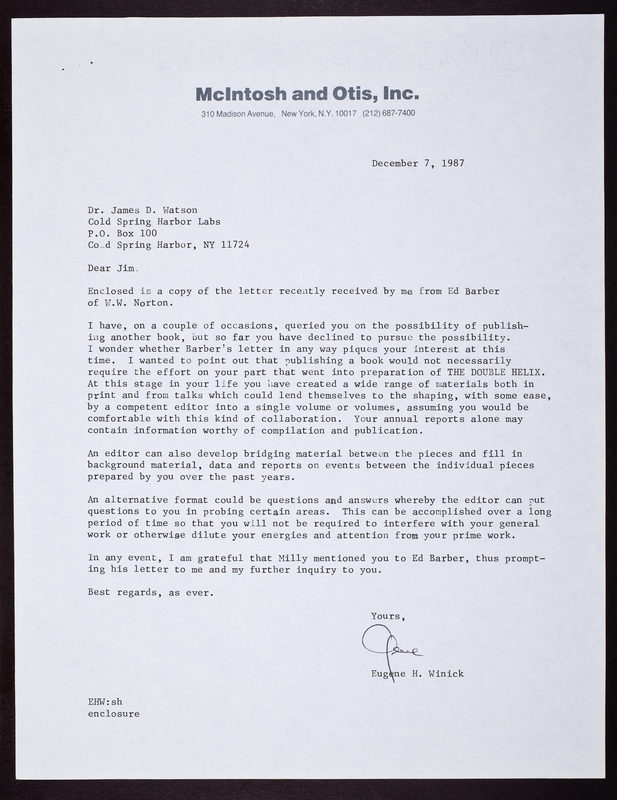 McIntosh and Otis, Inc.
310 Madison Avenue, New York, N.Y. 10017 (212) 687-7400
December 7, 1987
Dr. James D. Watson
Cold Spring Harbor Labs
P.O. Box 100
Cold Spring Harbor, NY 11724
Dear Jim:
Enclosed is a copy of the letter recently received by me from Ed Barber
of W.W. Norton.
I have, on a couple of occasions, queried you on the possibility of publish-
ing another book, but so far you have declined to pursue the possibility.
I wonder whether Barber's letter in any way piques your interest at this
time. I wanted to point out that publishing a book would not necessarily
require the effort on your part that went into preparation of THE DOUBLE HELIX.
At this stage in your life you have created a wide range of materials both in
print and from talks which could lend themselves to the shaping, with some ease,
by a competent editor into a single volume or volumes, assuming you would be
comfortable with this kind of collaboration. Your annual reports alone may
contain information worthy of compilation and publication.
An editor can also develop bridging material between the pieces and fill in
background material, data and reports on events between the individual pieces
prepared by you over the past years.
An alternative format could be questions and answers whereby the editor can put
questions to you in probing certain areas. This can be accomplished over a long
period of time so that you will not be required to interfere with your general
work or otherwise dilute your energies and attention from your prime work.
In any event, I am grateful that Milly mentioned you to Ed Barber, thus prompt-
ing his letter to me and my further inquiry to you.
Best regards, as ever.
Yours,
Gene
Eugene H. Winick
EHW:sh
enclosure